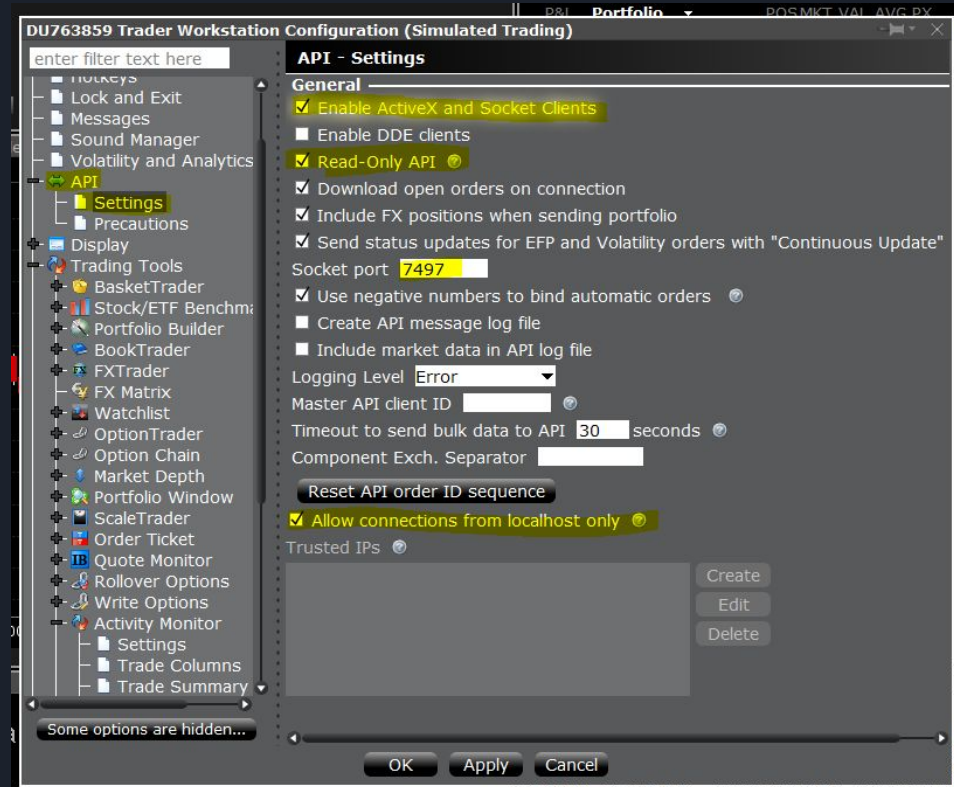 P&L Portfolio POSMKT VAL AVG PX
DU763859 Trader Workstation Configuration (Simulated Trading)
enter filter text here
API - Settings
Hotkeys
Lock and Exit
Messages
Sound Manager
Volatility and Analytics
API
Settings
Precautions
Display
Trading Tools
BasketTrader
Stock/ETF Benchma
Portfolio Builder
BookTrader
FXTrader
FX Matrix
Watchlist
OptionTrader
Option Chain
Market Depth
Portfolio Window
ScaleTrader
Order Ticket
IB Quote Monitor
Rollover Options
Write Options
Activity Monitor
Settings
Trade Columns
Trade Summary
Some options are hidden...
General
Enable ActiveX and Socket Clients
Enable DDE clients
Read-Only API
Download open orders on connection
Include FX positions when sending portfolio
Send status updates for EFP and Volatility orders with "Continuous Update"
Socket port 7497
Use negative numbers to bind automatic orders
Create API message log file
Include market data in API log file
Logging Level Error
Master API client ID
Timeout to send bulk data to API 30 seconds
Component Exch. Separator
Reset API order ID sequence
Allow connections from localhost only
Trusted IPs
Create
Edit
Delete
OK Apply Cancel